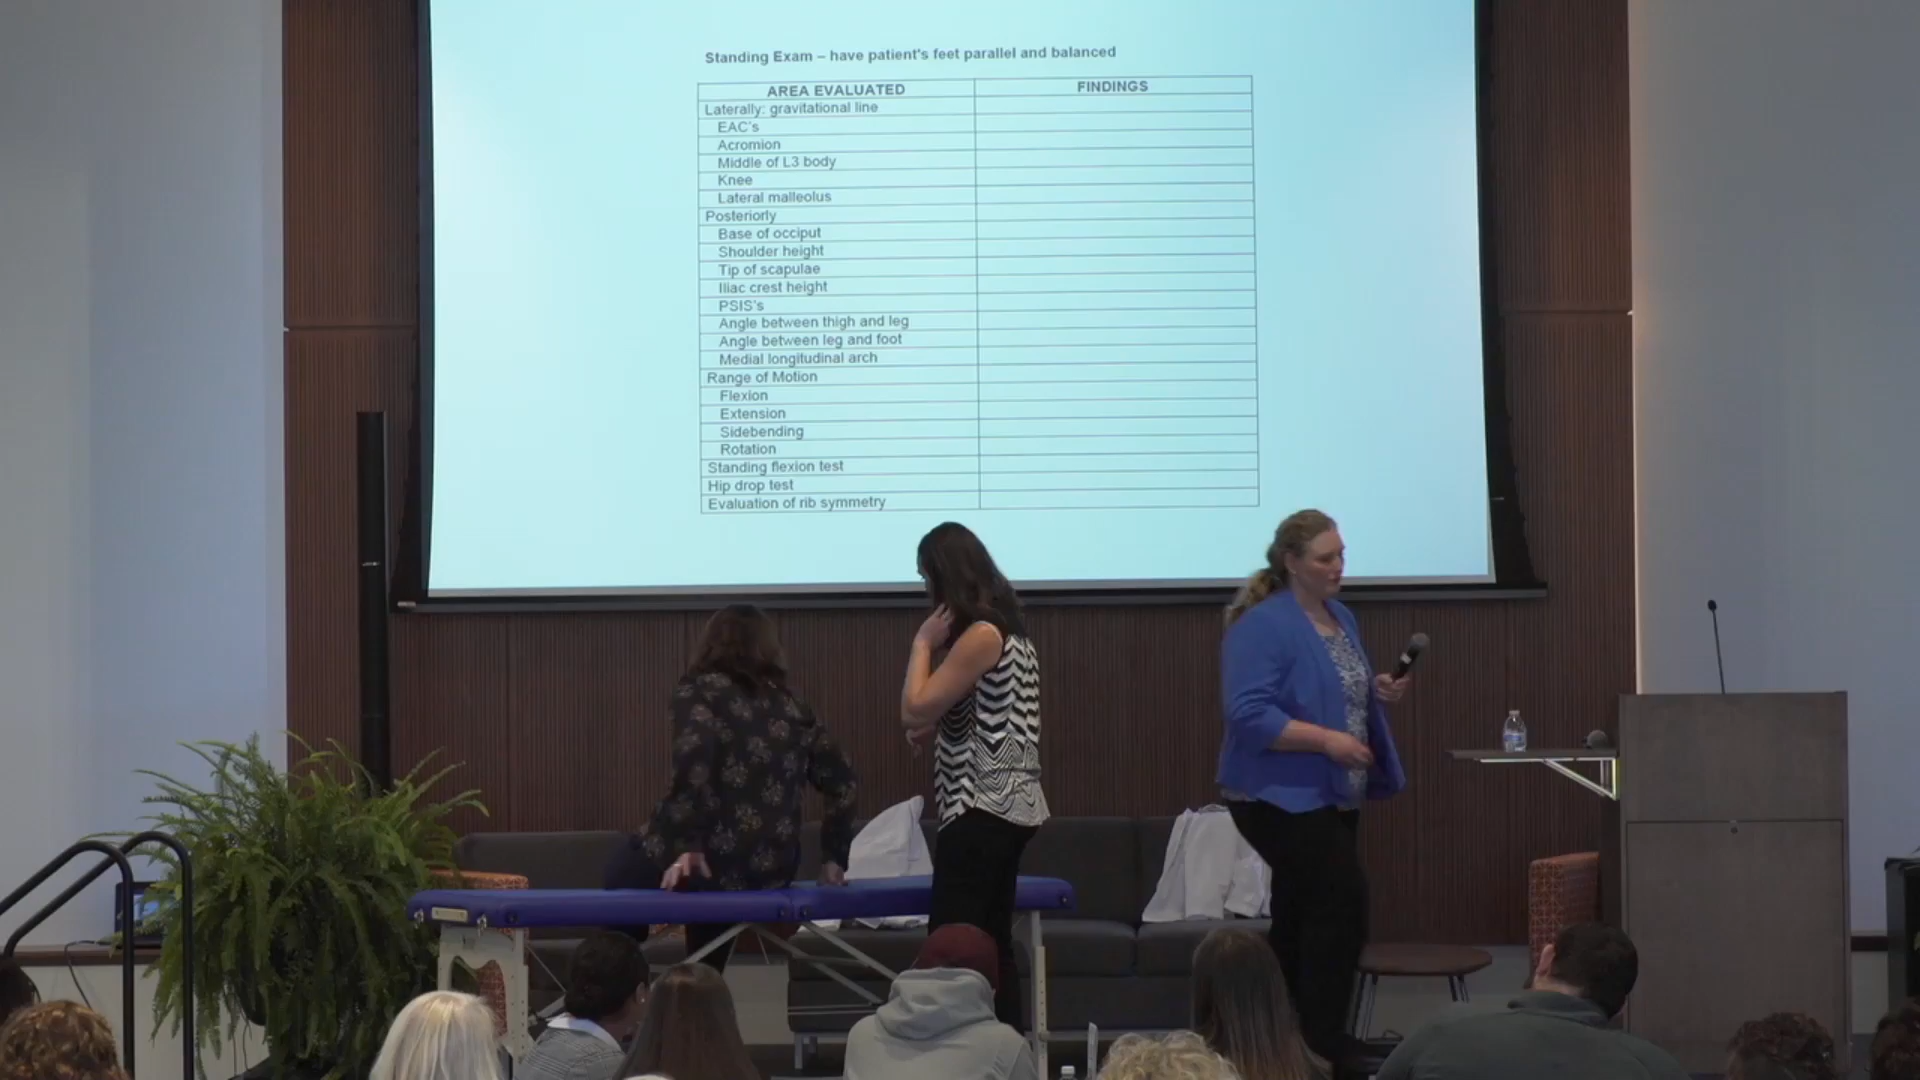 Standing Exam – have patient's feet parallel and balanced
AREA EVALUATED FINDINGS
Laterally: gravitational line
EAC's
Acromion
Middle of L3 body
Knee
Lateral malleolus
Posteriorly
Base of occiput
Shoulder height
Tip of scapulae
Iliac crest height
PSIS's
Angle between thigh and leg
Angle between leg and foot
Medial longitudinal arch
Range of Motion
Flexion
Extension
Sidebending
Rotation
Standing flexion test
Hip drop test
Evaluation of rib symmetry